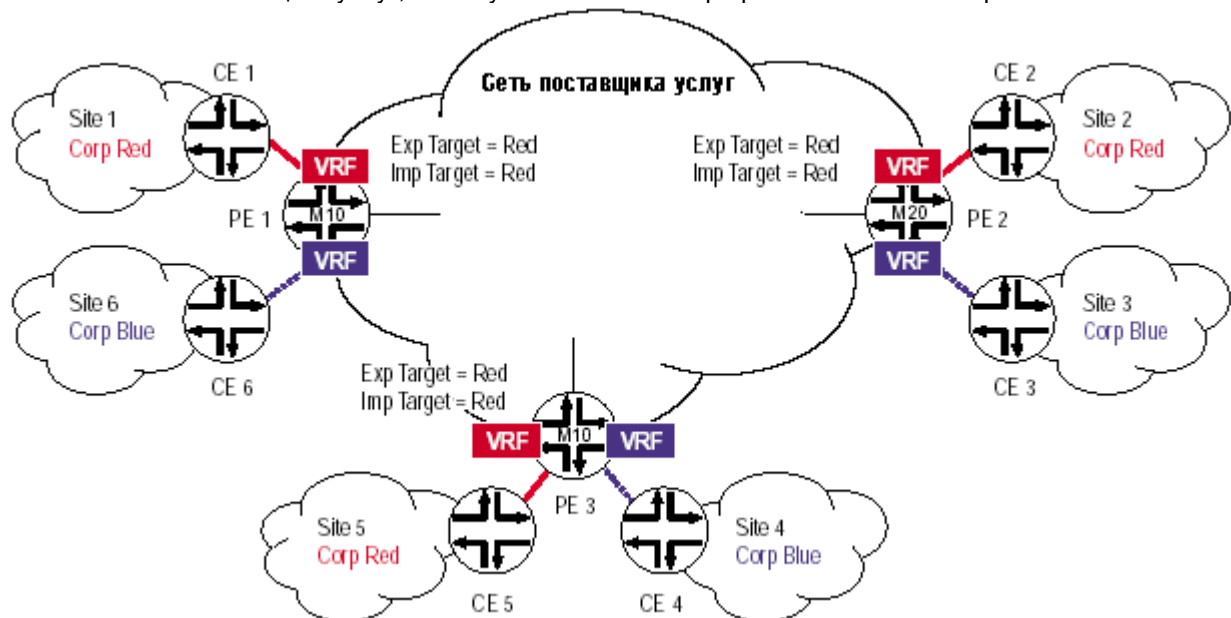 CE 1
CE 2
Сеть поставщика услуг
Site 1
Corp Red
Exp Target = Red
Imp Target = Red
Exp Target = Red
Imp Target = Red
Site 2
Corp Red
VRF
VRF
PE 1
M10
M20
PE 2
VRF
VRF
Site 6
Corp Blue
Site 3
Corp Blue
CE 6
CE 3
Exp Target = Red
Imp Target = Red
VRF
M10
VRF
PE 3
Site 5
Corp Red
Site 4
Corp Blue
CE 5
CE 4